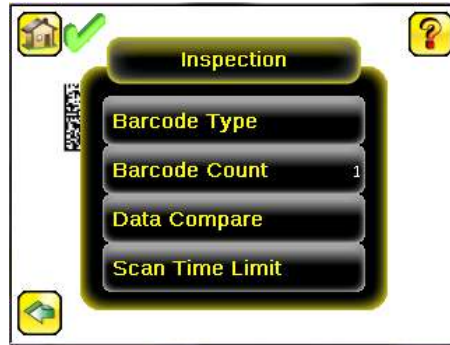 ?
Inspection
Barcode Type
Barcode Count 1
Data Compare
Scan Time Limit